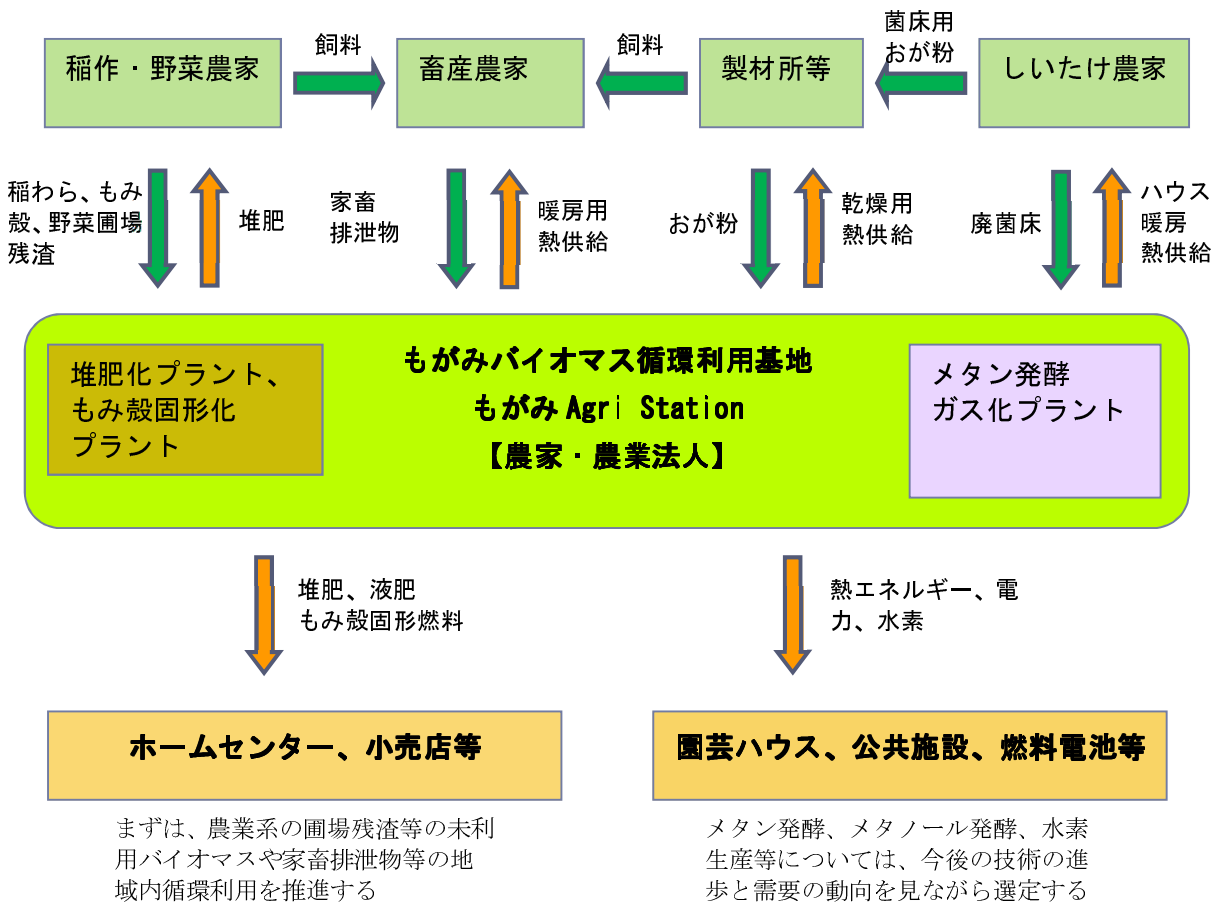 飼料
飼料
菌床用
おが粉
稲作・野菜農家
畜産農家
製材所等
しいたけ農家
稲わら、もみ
殻、野菜圃場
残渣
堆肥
家畜
排泄物
暖房用
熱供給
おが粉
乾燥用
熱供給
廃菌床
ハウス
暖房
熱供給
堆肥化プラント、
もみ殻固形化
プラント
もがみバイオマス循環利用基地
もがみ Agri Station
【農家・農業法人】
メタン発酵
ガス化プラント
堆肥、液肥
もみ殻固形燃料
熱エネルギー、電
力、水素
ホームセンター、小売店等
園芸ハウス、公共施設、燃料電池等
まずは、農業系の圃場残渣等の未利
用バイオマスや家畜排泄物等の地
域内循環利用を推進する
メタン発酵、メタノール発酵、水素
生産等については、今後の技術の進
歩と需要の動向を見ながら選定する